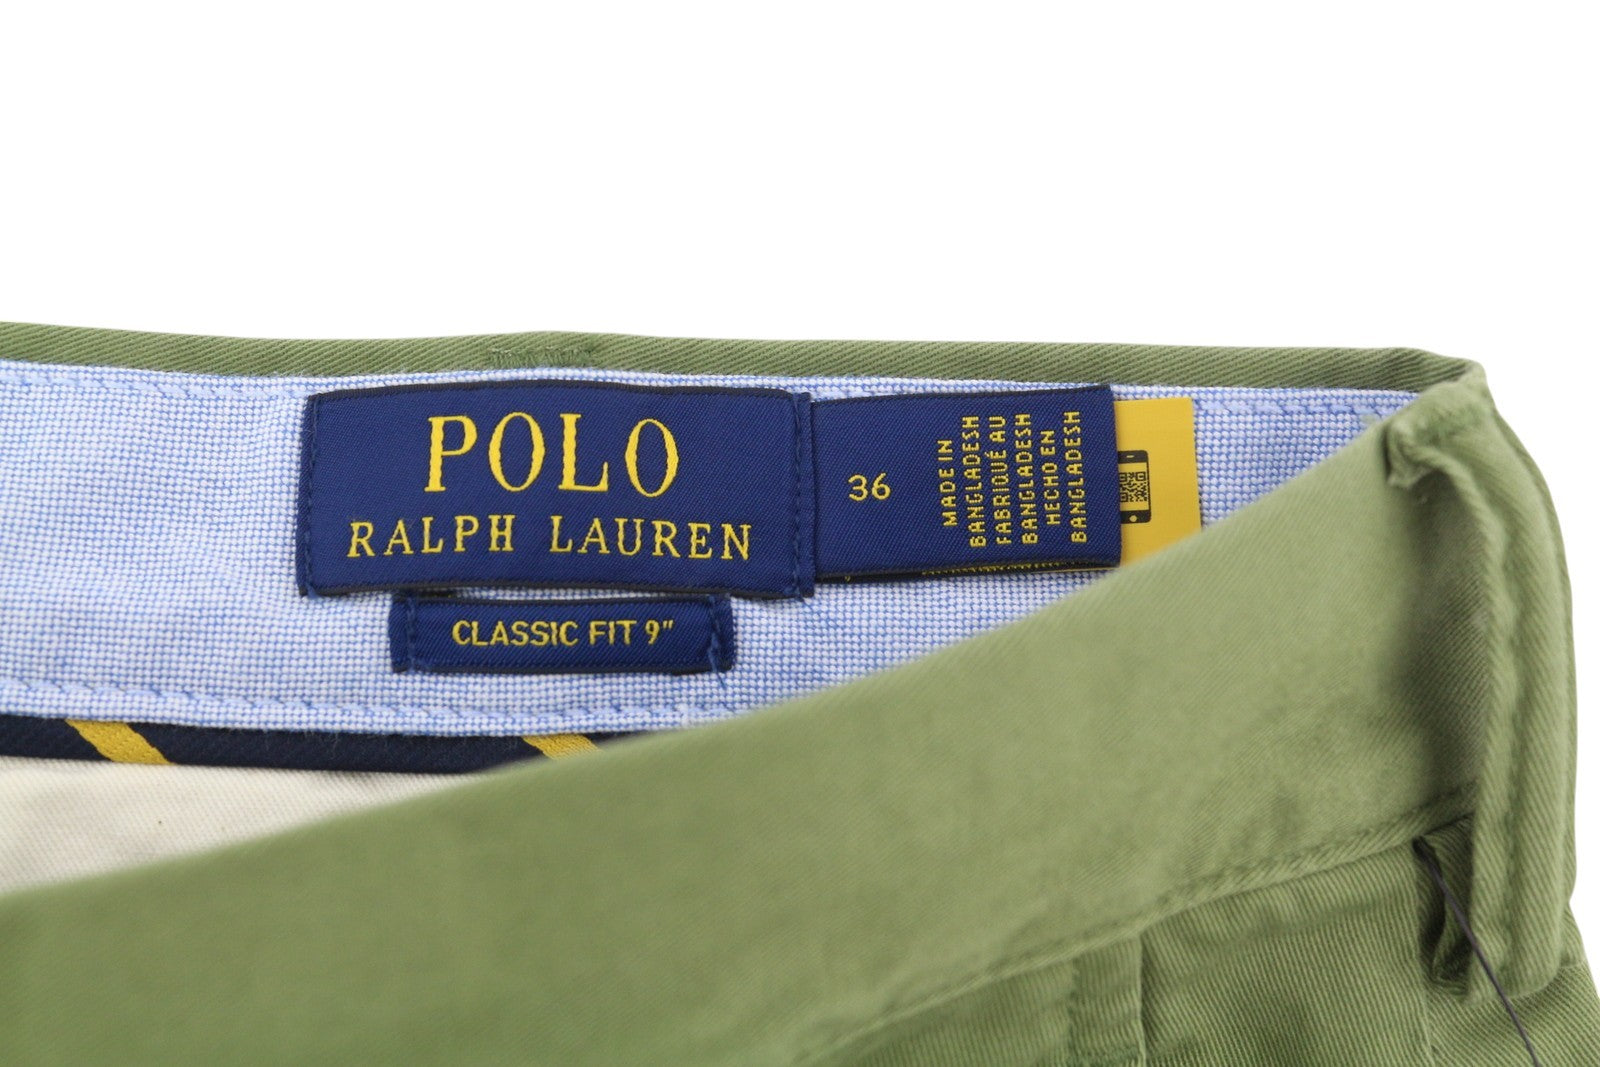 POLO
RALPH LAUREN
CLASSIC FIT 9"
36
MADE IN
BANGLADESH
FABRIQUÉ AU
BANGLADESH
HECHO EN
BANGLADESH